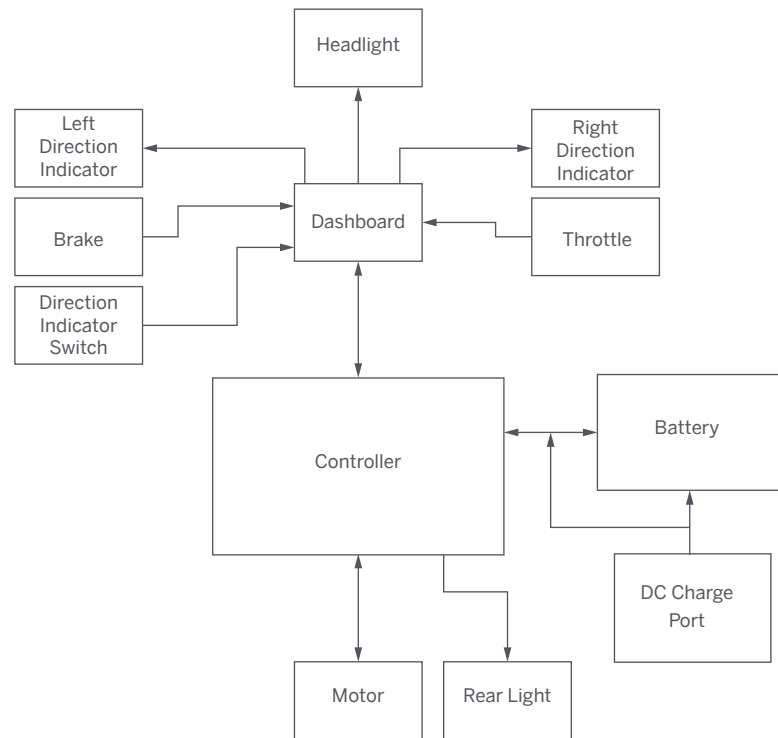 Headlight
Left
Direction
Indicator
Right
Direction
Indicator
Brake
Dashboard
Throttle
Direction
Indicator
Switch
Controller
Battery
DC Charge
Port
Motor
Rear Light